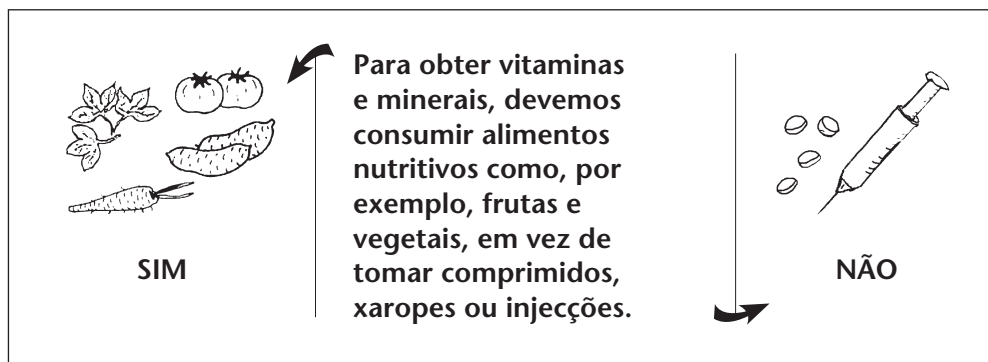 SIM
Para obter vitaminas
e minerais, devemos
consumir alimentos
nutritivos como, por
exemplo, frutas e
vegetais, em vez de
tomar comprimidos,
xaropes ou injecções.
NÃO